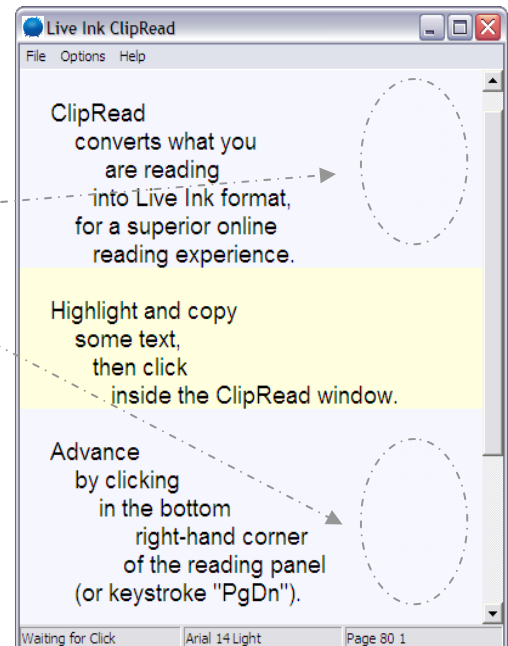 Live Ink ClipRead
File Options Help
ClipRead
converts what you
are reading
into Live Ink format,
for a superior online
reading experience.
Highlight and copy
some text,
then click
inside the ClipRead window.
Advance
by clicking
in the bottom
right-hand corner
of the reading panel
(or keystroke "PgDn").
Waiting for Click Arial 14 Light Page 80 1